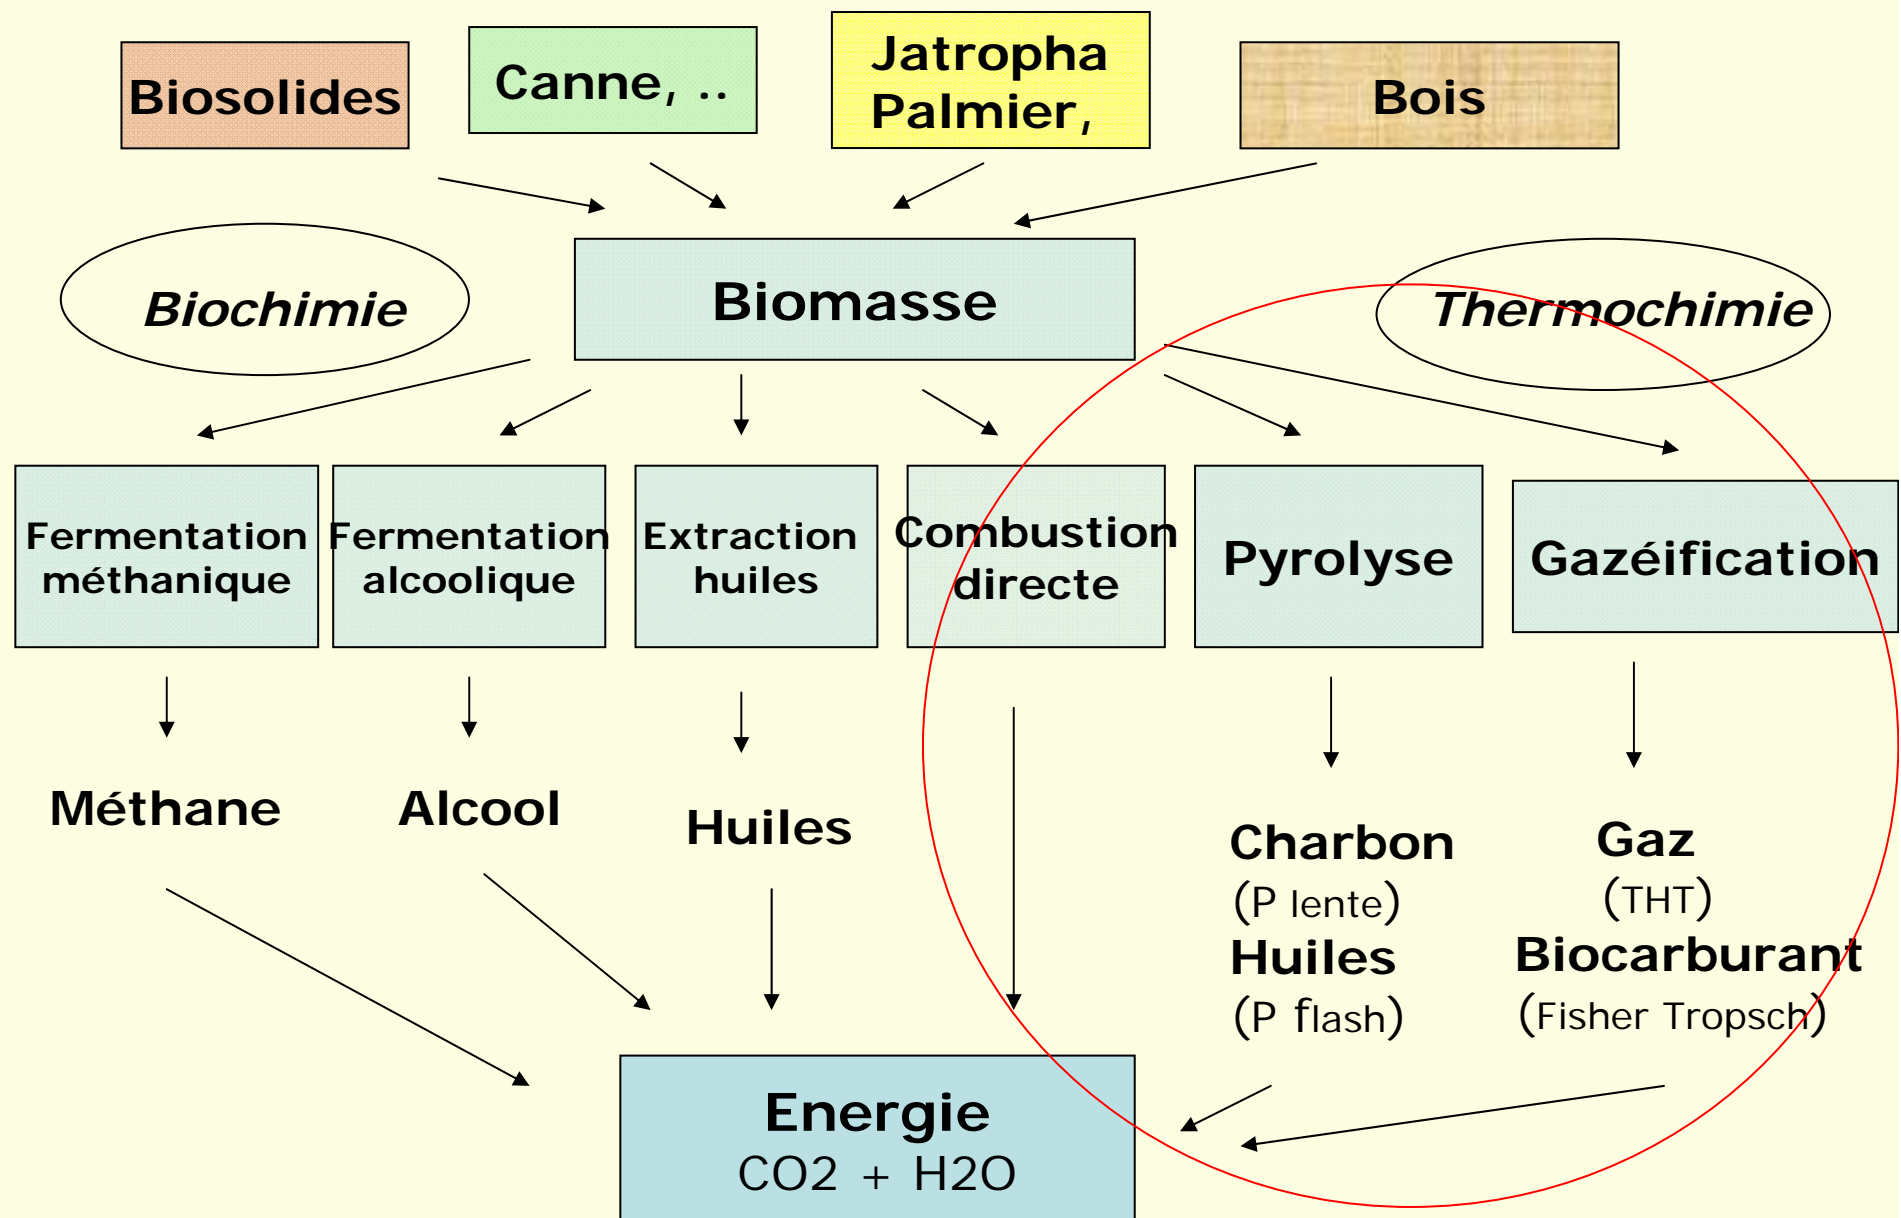 Biosolides
Canne, ..
Jatropha
Palmier,
Bois
Biochimie
Biomasse
Thermochimie
Fermentation
méthanique
Fermentation
alcoolique
Extraction
huiles
Combustion
directe
Pyrolyse
Gazéification
Méthane
Alcool
Huiles
Charbon
(P lente)
Huiles
(P flash)
Gaz
(THT)
Biocarburant
(Fisher Tropsch)
Energie
CO2 + H2O